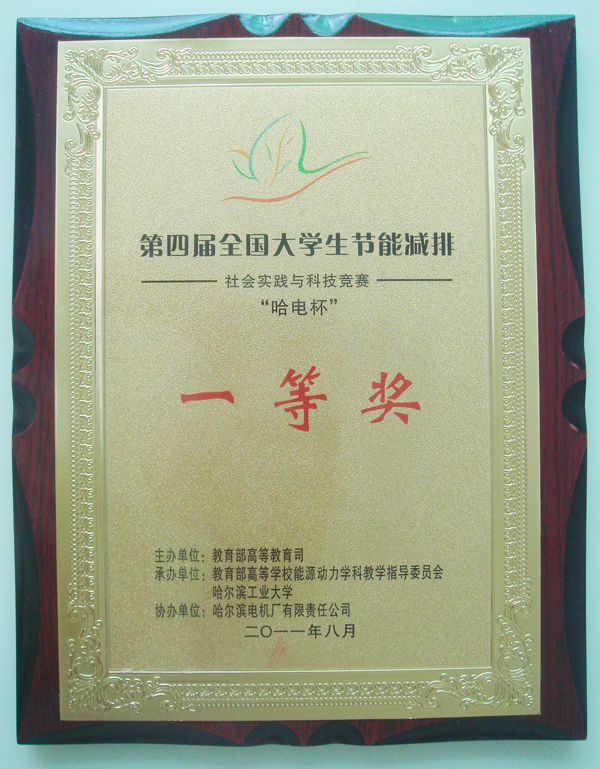 第四届全国大学生节能减排
社会实践与科技竞赛
“哈电杯”
一等奖
主办单位：教育部高等教育司
承办单位：教育部高等学校能源动力学科教学指导委员会
哈尔滨工业大学
协办单位：哈尔滨电机厂有限责任公司
二〇一一年八月